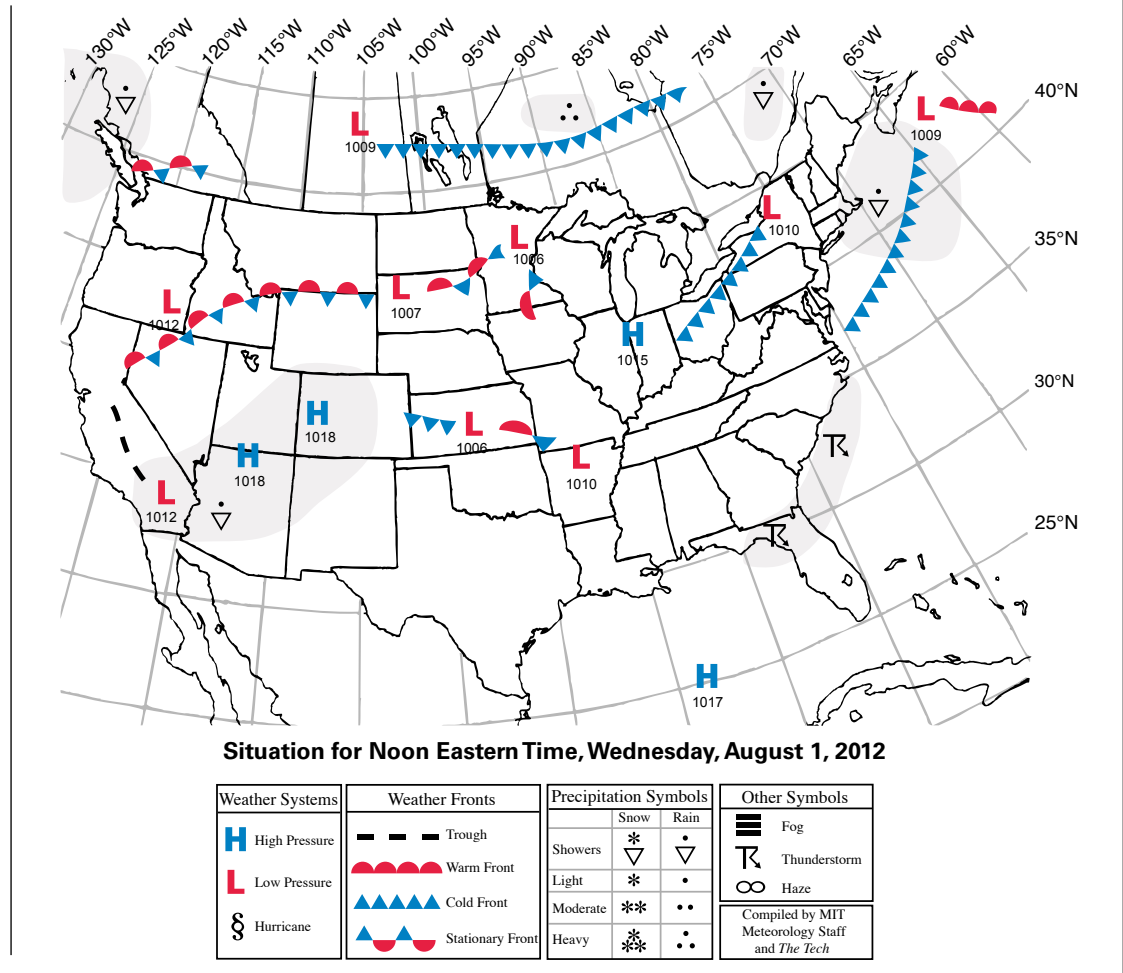 130°W 125°W 120°W 115°W 110°W 105°W 100°W 95°W 90°W 85°W 80°W 75°W 70°W 65°W 60°W
40°N
35°N
30°N
25°N
L
1009
L
1009
L
1010
L
1006
L
1007
L
1012
H
1015
H
1018
L
1006
H
1018
L
1010
L
1012
H
1017
Situation for Noon Eastern Time, Wednesday, August 1, 2012
Weather Systems
H High Pressure
L Low Pressure
§ Hurricane
Weather Fronts
Trough
Warm Front
Cold Front
Stationary Front
Precipitation Symbols
Snow Rain
Showers
Light
Moderate
Heavy
Other Symbols
Fog
Thunderstorm
Haze
Compiled by MIT
Meteorology Staff
and The Tech